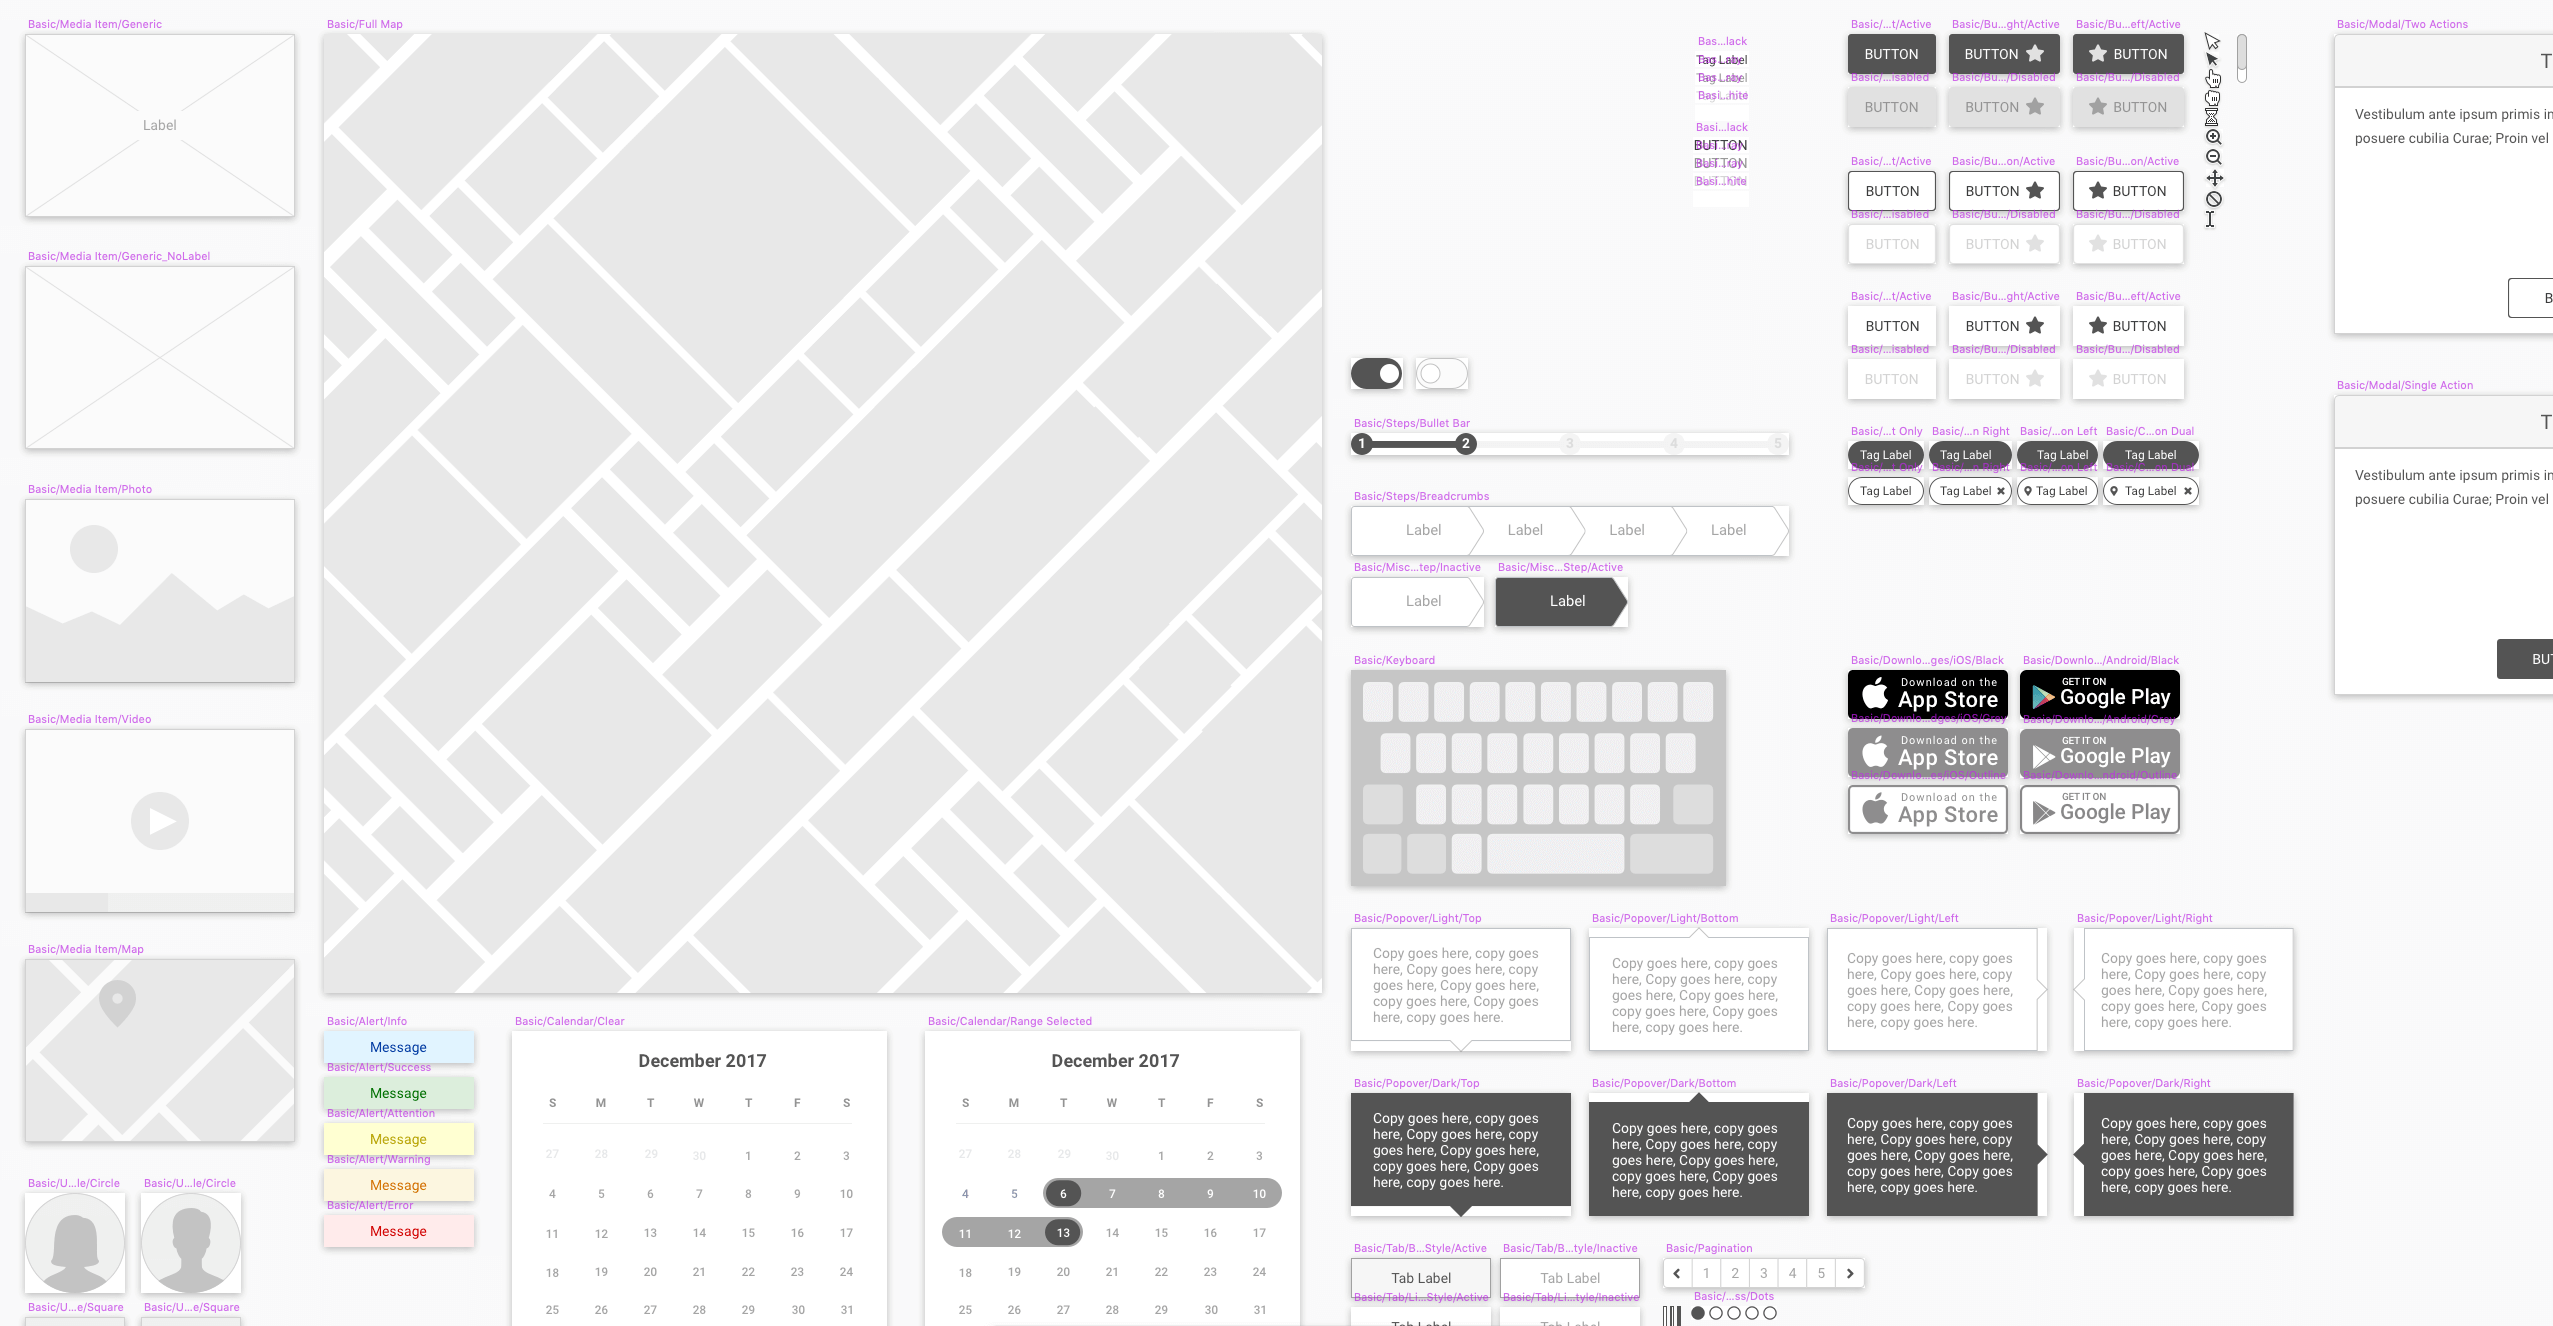 Basic/Media Item/Generic
Label
Basic/Media Item/Generic_NoLabel
Basic/Media Item/Photo
Basic/Media Item/Video
Basic/Media Item/Map
Basic/U...le/Circle
Basic/U...le/Circle
Basic/U...e/Square
Basic/U...e/Square
Basic/Full Map
Basic/Alert/Info
Message
Basic/Alert/Success
Message
Basic/Alert/Attention
Message
Basic/Alert/Warning
Message
Basic/Alert/Error
Message
Basic/Calendar/Clear
December 2017
S M T W T F S
27 28 29 30 1 2 3
4 5 6 7 8 9 10
11 12 13 14 15 16 17
18 19 20 21 22 23 24
25 26 27 28 29 30 31
Basic/Calendar/Range Selected
December 2017
S M T W T F S
27 28 29 30 1 2 3
4 5 6 7 8 9 10
11 12 13 14 15 16 17
18 19 20 21 22 23 24
25 26 27 28 29 30 31
Bas...lack
Tag Label
Tag Label
Basi...hite
Basi...lack
BUTTON
BUTTON
Basi...hite
Basic/Steps/Bullet Bar
1 2 3 4 5
Basic/Steps/Breadcrumbs
Label Label Label Label
Basic/Misc...tep/Inactive
Label
Basic/Misc...Step/Active
Label
Basic/Keyboard
Basic/...t/Active Basic/Bu...ght/Active Basic/Bu...eft/Active
BUTTON BUTTON BUTTON
Basic/...isabled Basic/Bu.../Disabled Basic/Bu.../Disabled
BUTTON BUTTON BUTTON
Basic/...t/Active Basic/Bu...on/Active Basic/Bu...on/Active
BUTTON BUTTON BUTTON
Basic/...isabled Basic/Bu.../Disabled Basic/Bu.../Disabled
BUTTON BUTTON BUTTON
Basic/...t/Active Basic/Bu...ght/Active Basic/Bu...eft/Active
BUTTON BUTTON BUTTON
Basic/...isabled Basic/Bu.../Disabled Basic/Bu.../Disabled
BUTTON BUTTON BUTTON
Basic/...t Only Basic/...n Right Basic/...on Left Basic/C...on Dual
Tag Label Tag Label Tag Label Tag Label
Tag Label Tag Label Tag Label Tag Label
Basic/Downlo...ges/iOS/Black Basic/Downlo.../Android/Black
Download on the
App Store
GET IT ON
Google Play
Basic/Downlo...dges/iOS/Grey Basic/Downlo.../Android/Grey
Download on the
App Store
GET IT ON
Google Play
Basic/Downlo...es/iOS/Outline Basic/Downlo...ndroid/Outline
Download on the
App Store
GET IT ON
Google Play
Basic/Popover/Light/Top
Copy goes here, copy goes
here, Copy goes here, copy
goes here, Copy goes here,
copy goes here, Copy goes
here, copy goes here.
Basic/Popover/Light/Bottom
Copy goes here, copy goes
here, Copy goes here, copy
goes here, Copy goes here,
copy goes here, Copy goes
here, copy goes here.
Basic/Popover/Light/Left
Copy goes here, copy goes
here, Copy goes here, copy
goes here, Copy goes here,
copy goes here, Copy goes
here, copy goes here.
Basic/Popover/Light/Right
Copy goes here, copy goes
here, Copy goes here, copy
goes here, Copy goes here,
copy goes here, Copy goes
here, copy goes here.
Basic/Popover/Dark/Top
Copy goes here, copy goes
here, Copy goes here, copy
goes here, Copy goes here,
copy goes here, Copy goes
here, copy goes here.
Basic/Popover/Dark/Bottom
Copy goes here, copy goes
here, Copy goes here, copy
goes here, Copy goes here,
copy goes here, Copy goes
here, copy goes here.
Basic/Popover/Dark/Left
Copy goes here, copy goes
here, Copy goes here, copy
goes here, Copy goes here,
copy goes here, Copy goes
here, copy goes here.
Basic/Popover/Dark/Right
Copy goes here, copy goes
here, Copy goes here, copy
goes here, Copy goes here,
copy goes here, Copy goes
here, copy goes here.
Basic/Tab/B...Style/Active Basic/Tab/B...tyle/Inactive
Tab Label Tab Label
Basic/Tab/Li...Style/Active Basic/Tab/Li...tyle/Inactive
Tab Label Tab Label
Basic/Pagination
1 2 3 4 5
Basic/...ss/Dots
Basic/Modal/Two Actions
T
Vestibulum ante ipsum primis in
posuere cubilia Curae; Proin vel
B
Basic/Modal/Single Action
T
Vestibulum ante ipsum primis in
posuere cubilia Curae; Proin vel
BUT